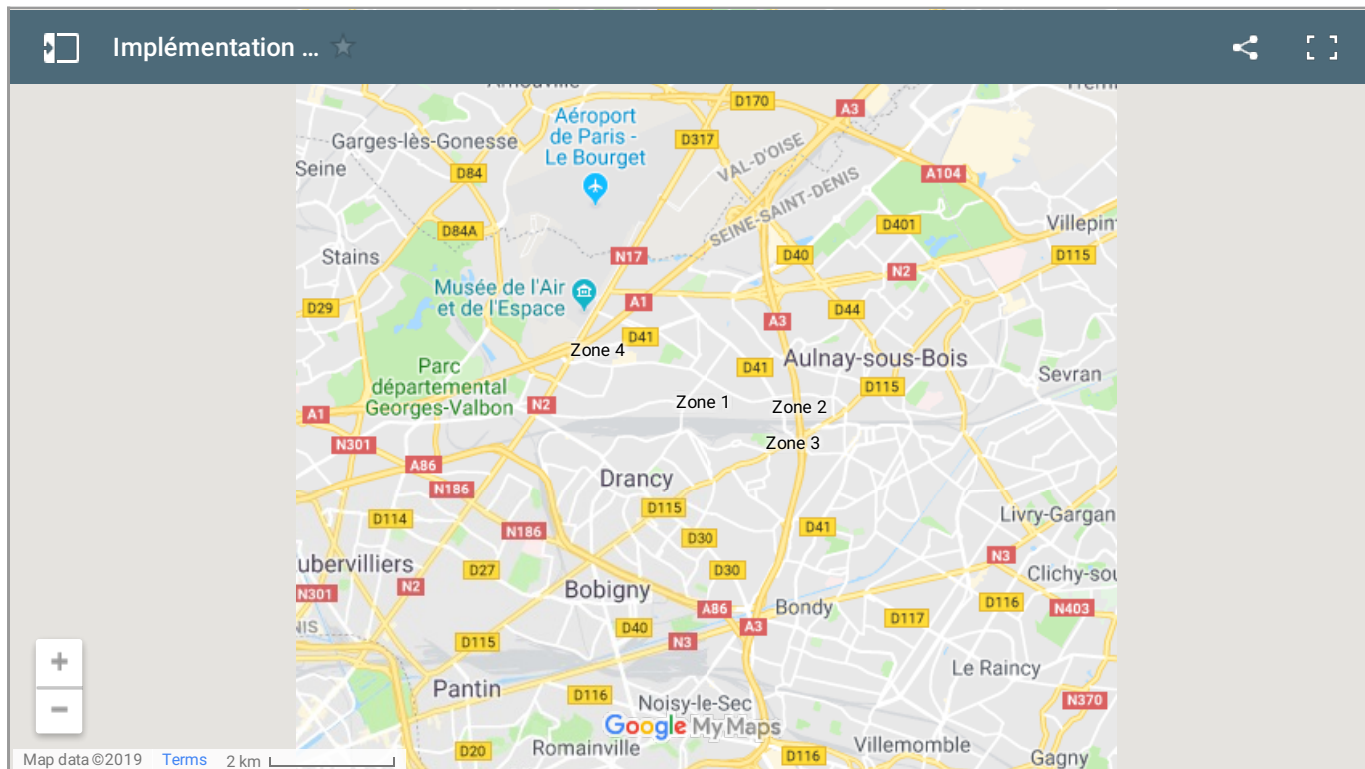 Implémentation ...
D170
A3
Aéroport
de Paris -
Le Bourget
D317
VAL-D'OISE
Garges-lès-Gonesse
Seine
D84
A104
SEINE-SAINT-DENIS
D84A
D401
Villepin
Stains
N17
D40
D115
N2
Musée de l'Air
et de l'Espace
D29
A1
D44
A3
D41
Zone 4
Aulnay-sous-Bois
Parc
départemental
Georges-Valbon
D41
Sevran
D115
Zone 1
Zone 2
N2
A1
N301
Zone 3
A86
Drancy
N186
D115
D114
Livry-Gargan
N186
D41
D30
N3
ubervilliers
D27
D30
Clichy-sou
N2
N301
Bobigny
A86
Bondy
D116
N403
D117
NIS
D40
A3
D115
N3
Le Raincy
Pantin
D116
Noisy-le-Sec
N370
Google My Maps
D20
Romainville
D116
Villemomble
Gagny
+
−
Map data ©2019 Terms 2 km